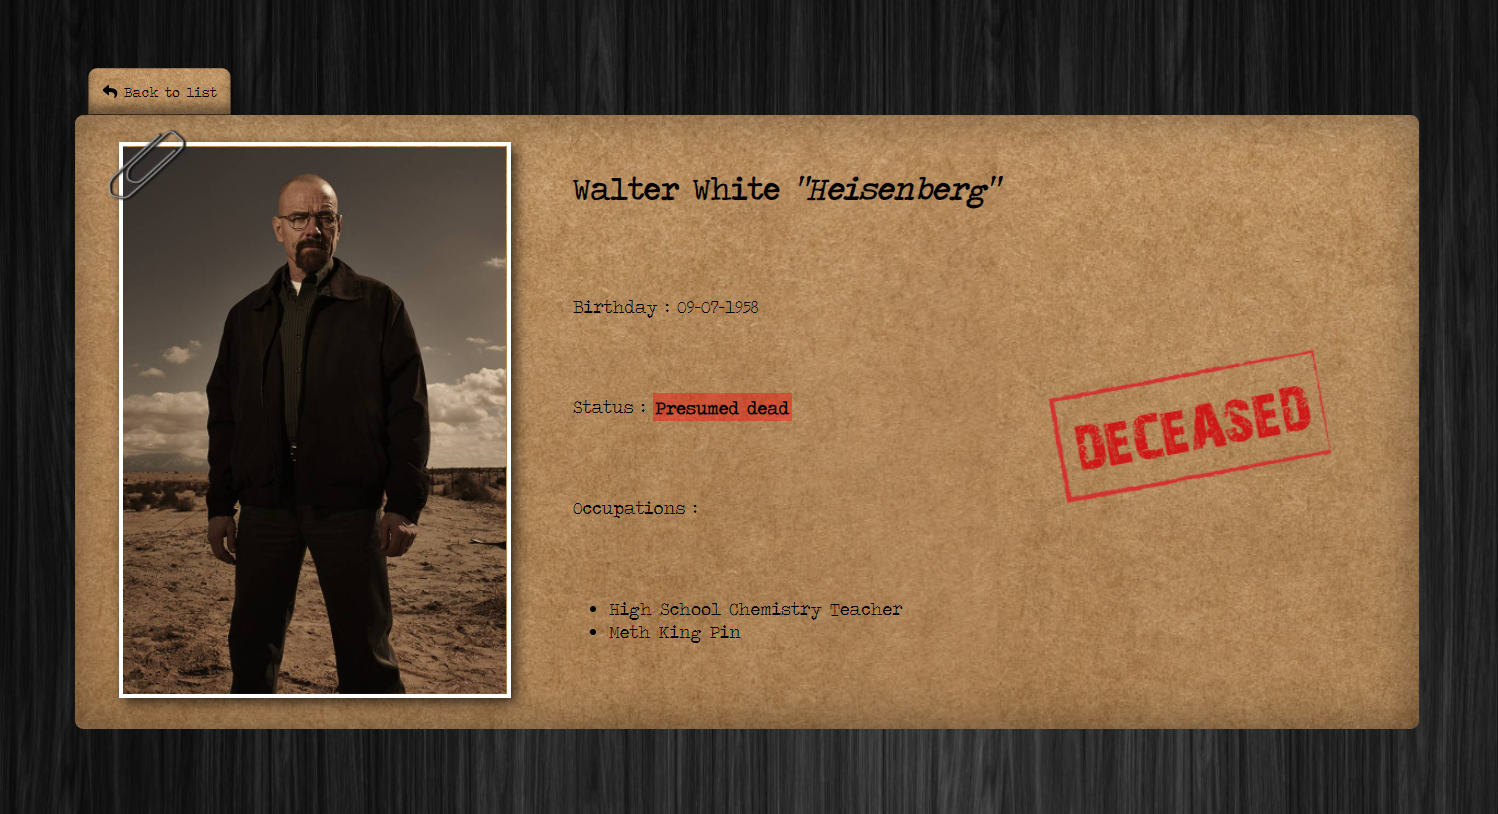 Back to list
Walter White "Heisenberg"
Birthday : 09-07-1958
Status : Presumed dead
DECEASED
Occupations :
• High School Chemistry Teacher
• Meth King Pin